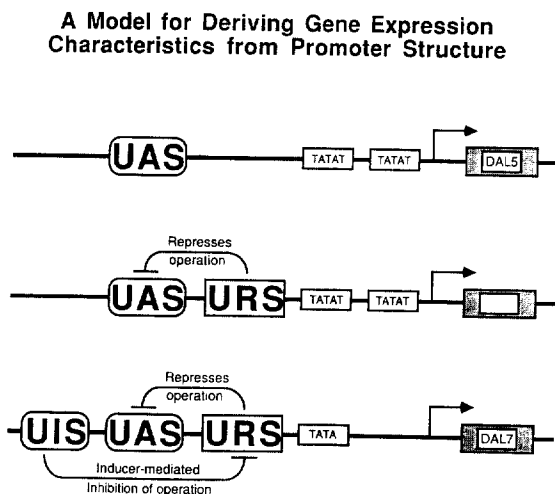 A Model for Deriving Gene Expression
Characteristics from Promoter Structure
UAS TATAT TATAT DAL5
Represses
operation
UAS URS TATAT TATAT
Represses
operation
UIS UAS URS TATA DAL7
Inducer-mediated
Inhibition of operation